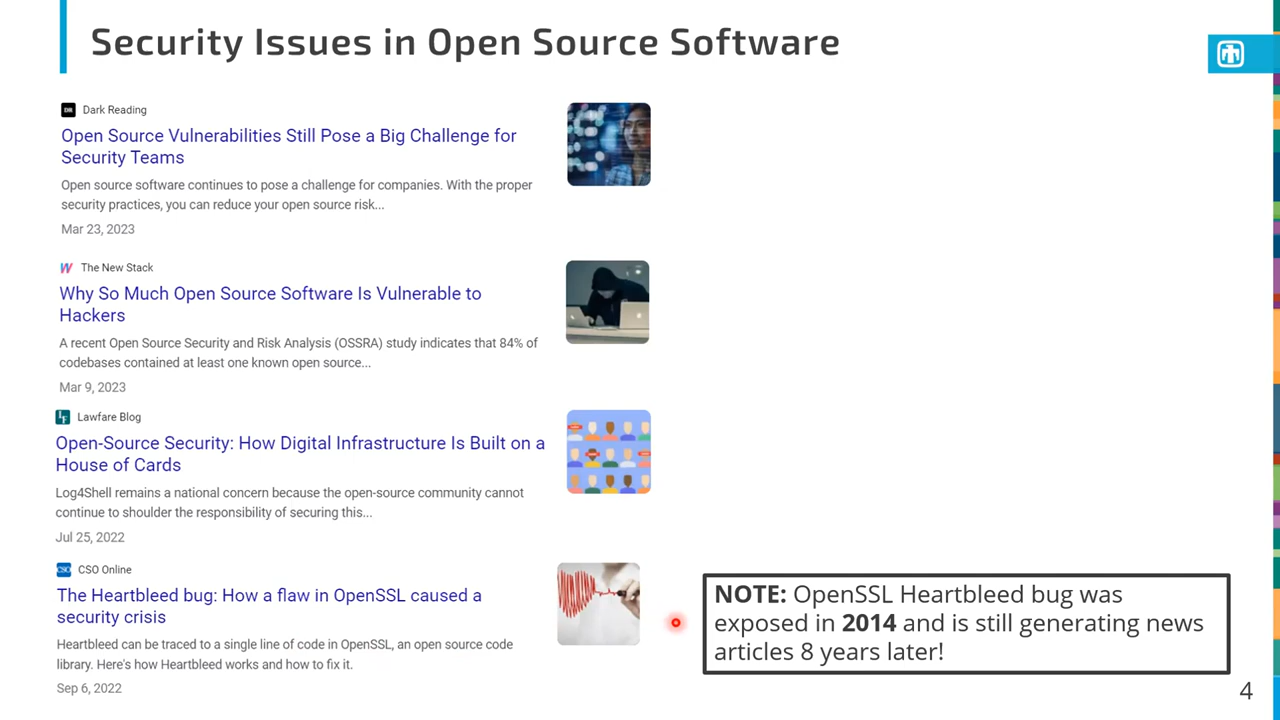 Security Issues in Open Source Software
DR Dark Reading
Open Source Vulnerabilities Still Pose a Big Challenge for
Security Teams
Open source software continues to pose a challenge for companies. With the proper
security practices, you can reduce your open source risk...
Mar 23, 2023
The New Stack
Why So Much Open Source Software Is Vulnerable to
Hackers
A recent Open Source Security and Risk Analysis (OSSRA) study indicates that 84% of
codebases contained at least one known open source...
Mar 9, 2023
Lawfare Blog
Open-Source Security: How Digital Infrastructure Is Built on a
House of Cards
Log4Shell remains a national concern because the open-source community cannot
continue to shoulder the responsibility of securing this...
Jul 25, 2022
CSO CSO Online
The Heartbleed bug: How a flaw in OpenSSL caused a
security crisis
Heartbleed can be traced to a single line of code in OpenSSL, an open source code
library. Here's how Heartbleed works and how to fix it.
Sep 6, 2022
NOTE: OpenSSL Heartbleed bug was
exposed in 2014 and is still generating news
articles 8 years later!
4